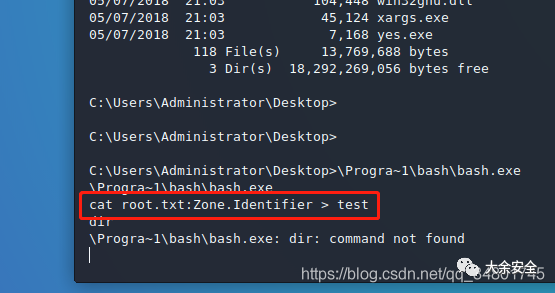 05/07/2018  21:03           104,448 win32gnu.dll
05/07/2018  21:03            45,124 xargs.exe
05/07/2018  21:03             7,168 yes.exe
118 File(s)     13,769,688 bytes
3 Dir(s)  18,292,269,056 bytes free
C:\Users\Administrator\Desktop>
C:\Users\Administrator\Desktop>
C:\Users\Administrator\Desktop>\Progra~1\bash\bash.exe
\Progra~1\bash\bash.exe
cat root.txt:Zone.Identifier > test
dir
\Progra~1\bash\bash.exe: dir: command not found
大余安全
https://blog.csdn.net/qq_34801745